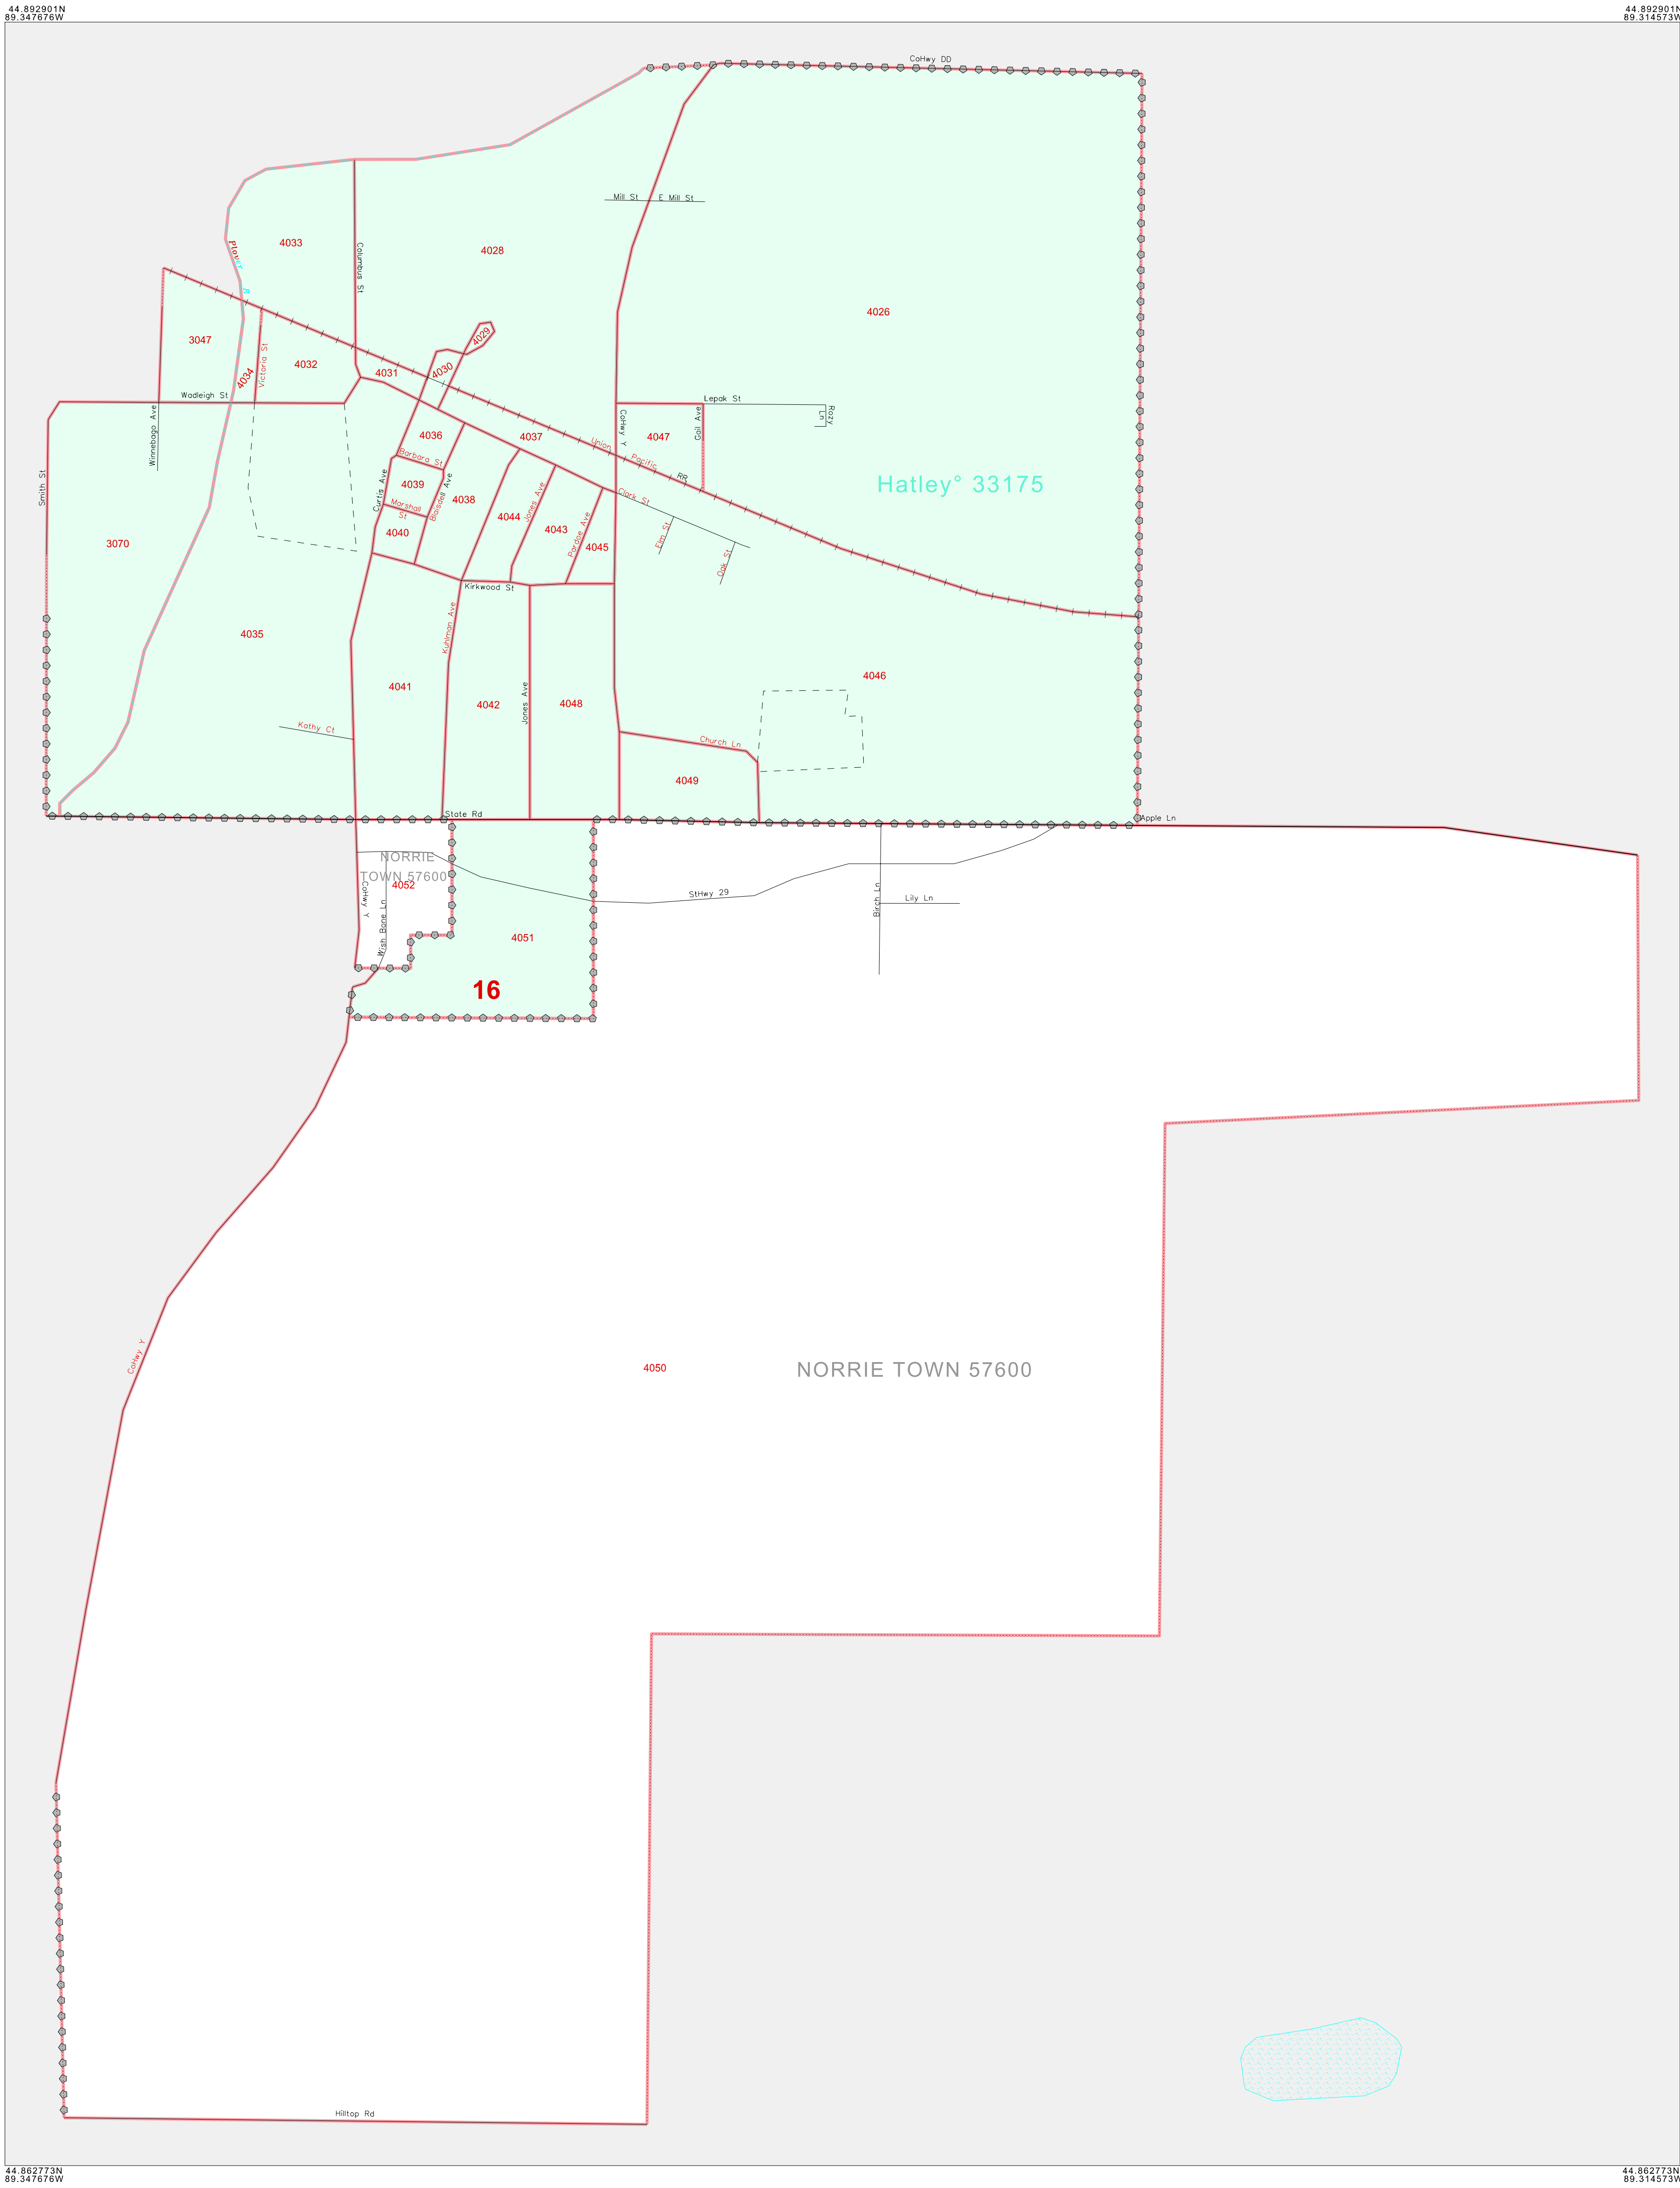 44.892901N
89.347676W
44.892901N
89.314573W
CoHwy DD
Mill St
E Mill St
4033
Columbus St
4028
Plover R
4026
3047
4034
Victoria St
4032
4031
4030
4029
Wadleigh St
Winnebago Ave
Smith St
Lepak St
Rozy
Ln
CoHwy Y
Gail Ave
4047
4036
4037
Union Pacific RR
Barbara St
Hatley° 33175
Curtis Ave
4039
Blaisdell Ave
4038
Marshall
St
4040
4044
Jones Ave
4043
Pardoe Ave
4045
Clark St
Elm St
Oak St
3070
Kirkwood St
4035
Kuhlman Ave
4041
4042
Jones Ave
4048
4046
Kathy Ct
Church Ln
4049
State Rd
Apple Ln
NORRIE
TOWN 57600
4052
CoHwy Y
Wish Bone Ln
StHwy 29
Birch Ln
Lily Ln
4051
16
CoHwy Y
4050
NORRIE TOWN 57600
Hilltop Rd
44.862773N
89.347676W
44.862773N
89.314573W